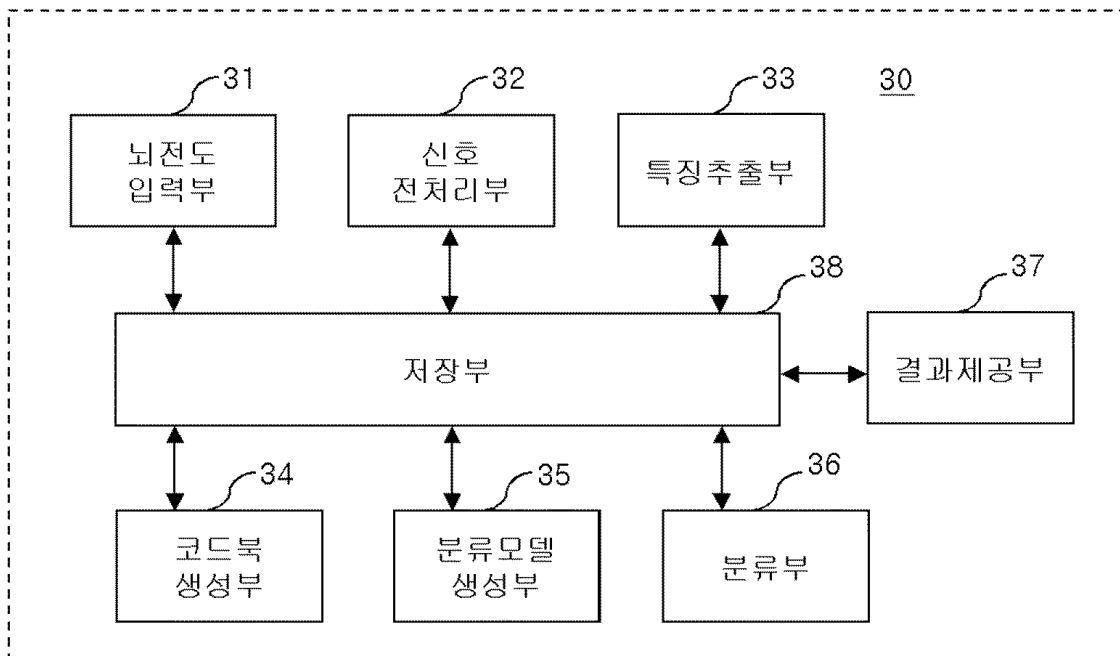 31
32
33
30
뇌전도
입력부
신호
전처리부
특징추출부
38
37
저장부
결과제공부
34
35
36
코드북
생성부
분류모델
생성부
분류부